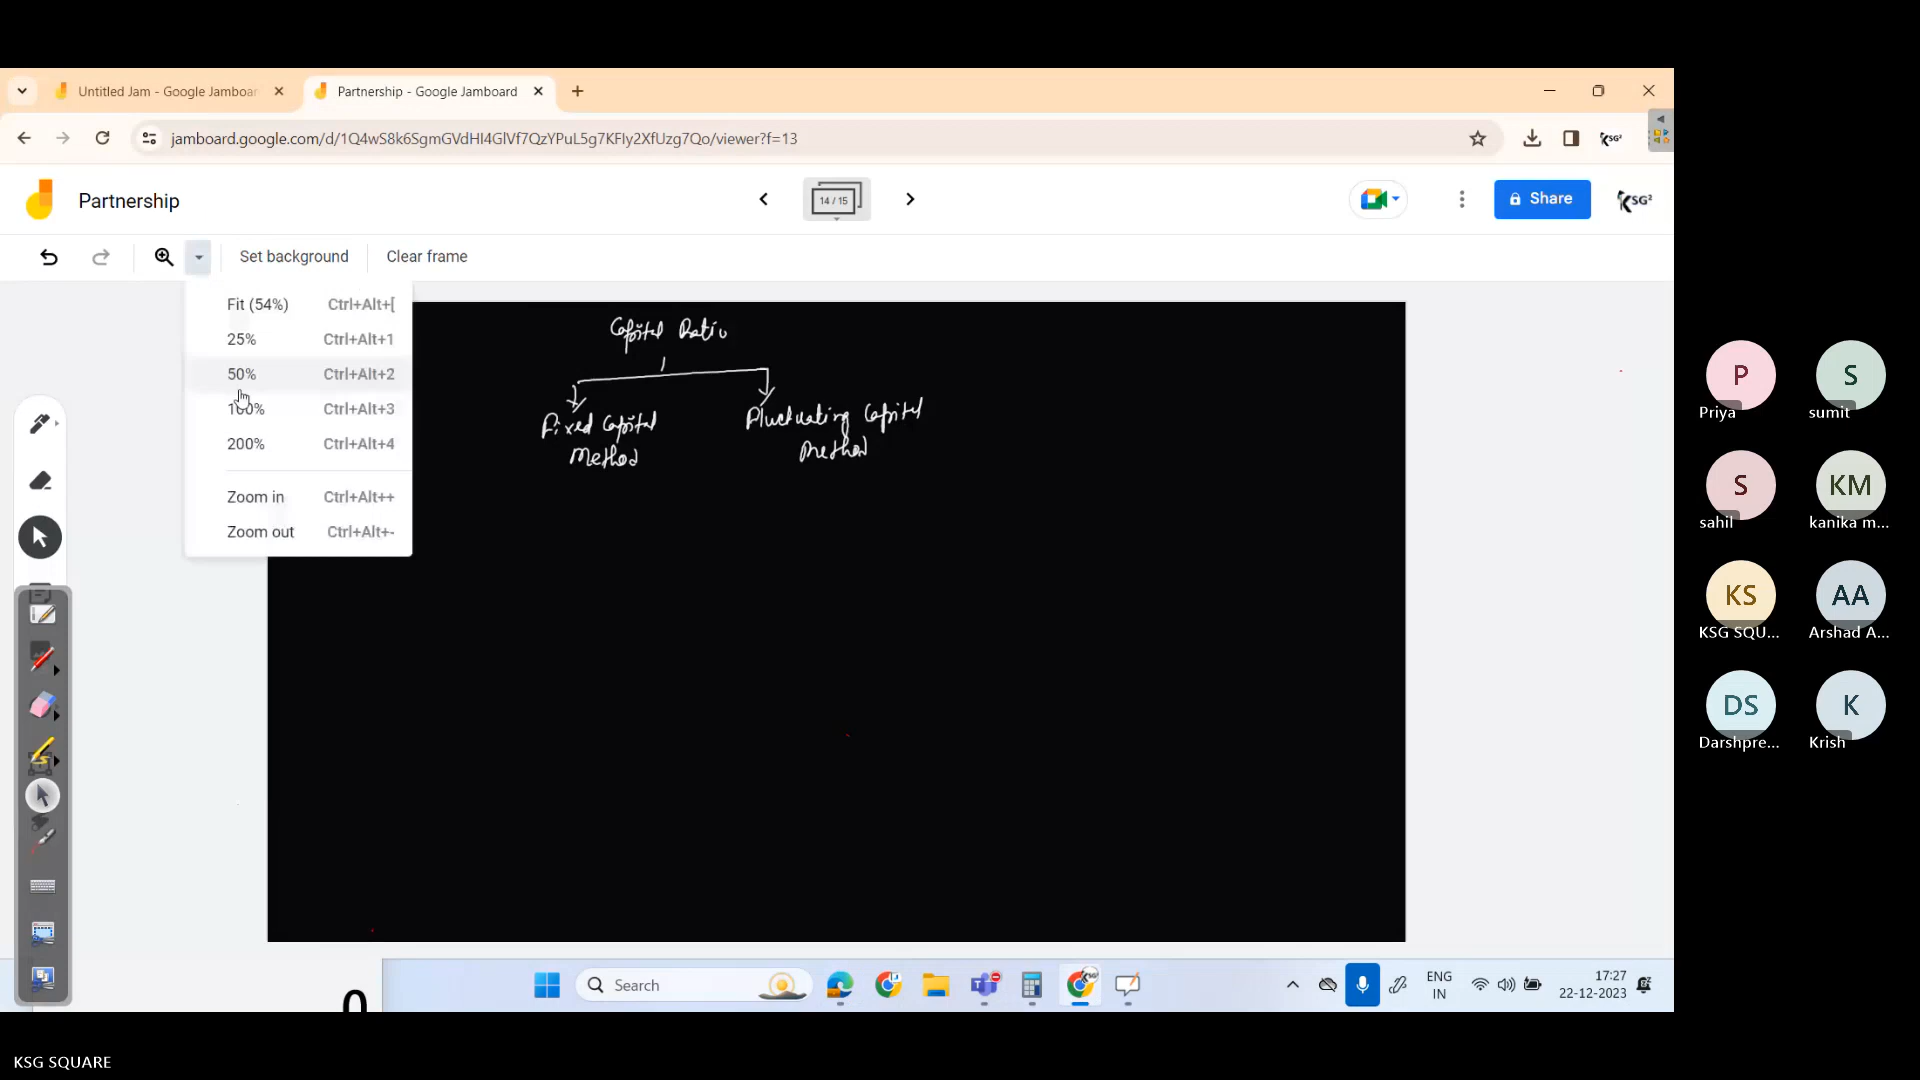 Untitled Jam - Google Jamboar
Partnership - Google Jamboard
jamboard.google.com/d/1Q4wS8k6SgmGVdHI4GlVf7QzYPuL5g7KFIy2XfUzg7Qo/viewer?f=13
KSG²
Partnership
14 / 15
Share
KSG²
Set background
Clear frame
Fit (54%) Ctrl+Alt+[
25% Ctrl+Alt+1
50% Ctrl+Alt+2
100% Ctrl+Alt+3
200% Ctrl+Alt+4
Zoom in Ctrl+Alt++
Zoom out Ctrl+Alt+-
Capital Ratio
Fixed Capital
Method
Fluctuating Capital
Method
P
Priya
S
sumit
S
sahil
KM
kanika m...
KS
KSG SQU...
AA
Arshad A...
DS
Darshpre...
K
Krish
0
Search
ENG
IN
17:27
22-12-2023
KSG SQUARE